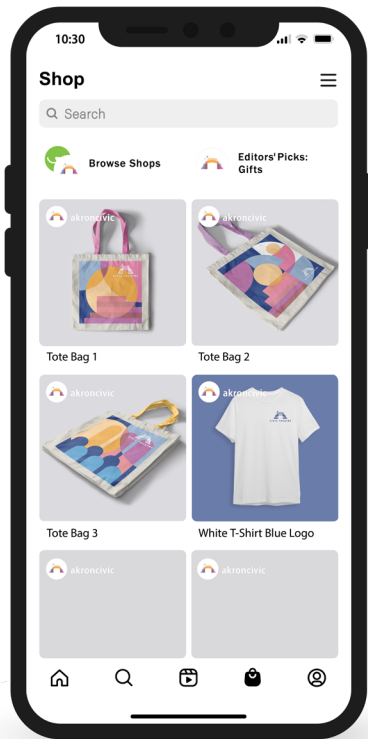 10:30
Shop
Search
Browse Shops
Editors' Picks:
Gifts
akroncivic
akroncivic
Tote Bag 1
Tote Bag 2
akroncivic
akroncivic
Tote Bag 3
White T-Shirt Blue Logo
akroncivic
akroncivic